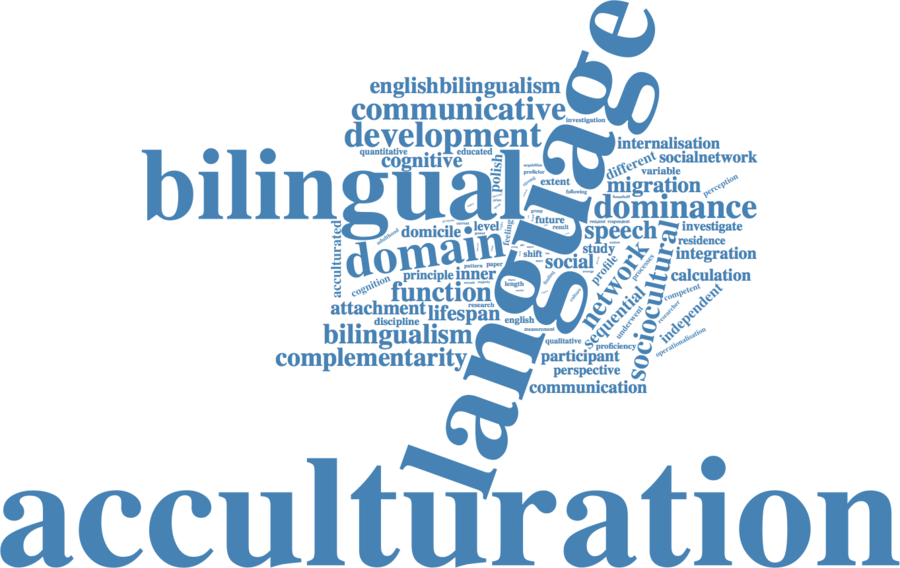 language
englishbilingualism
communicative
investigation
development
quantitative
educated
cognitive
polish
internalisation
different
socialnetwork
variable
bilingual
predictor
extent
following
migration
perception
dominance
group
future
result
speech
investigate
adulthood
domicile
level
feeling
acculturated
domain
study
residence
shift
social
profile
processes
integration
principle
inner
pattern
paper
cognition
length
network
sociocultural
calculation
function
competent
attachment
lifespan
research
sequential
underwent
researcher
independent
discipline
english
measurement
bilingualism
qualitative
proficiency
operationalisation
complementarity
participant
perspective
communication
acculturation